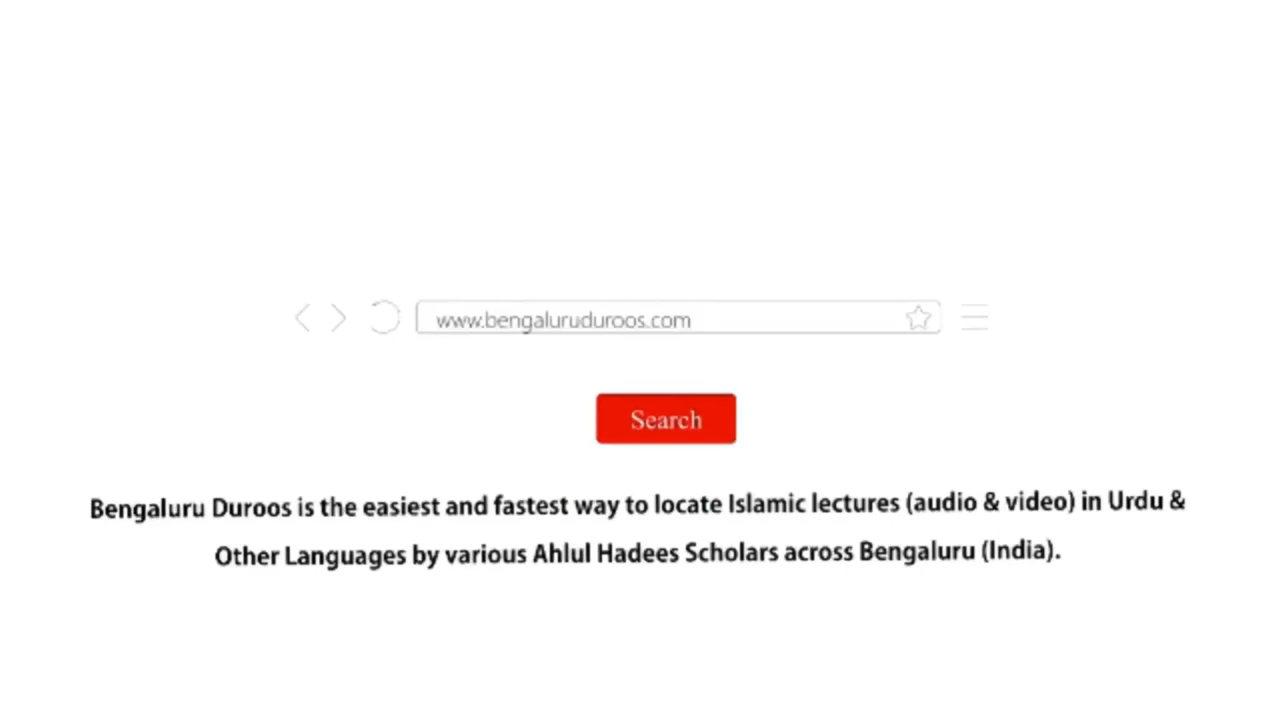 www.bengaluruduroos.com
Search
Bengaluru Duroos is the easiest and fastest way to locate Islamic lectures (audio & video) in Urdu &
Other Languages by various Ahlul Hadees Scholars across Bengaluru (India).